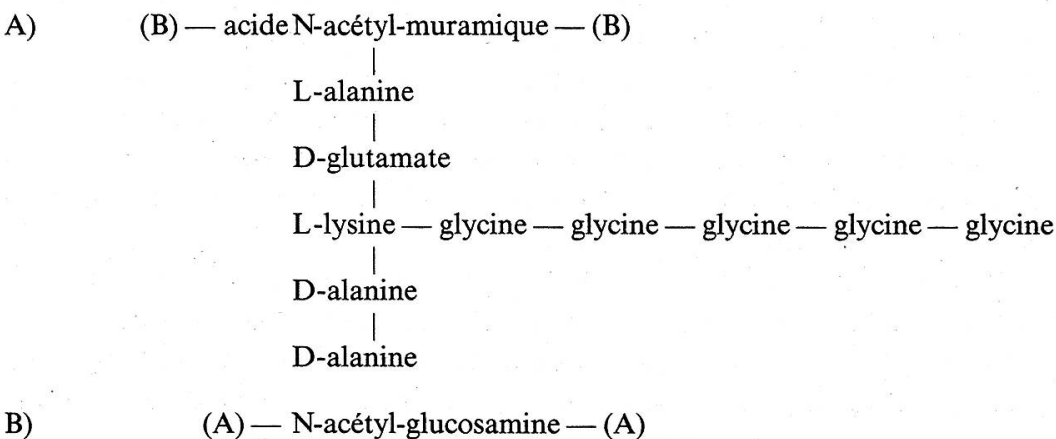 A) (B) — acide N-acétyl-muramique — (B)
L-alanine
D-glutamate
L-lysine — glycine — glycine — glycine — glycine — glycine
D-alanine
D-alanine
B) (A) — N-acétyl-glucosamine — (A)